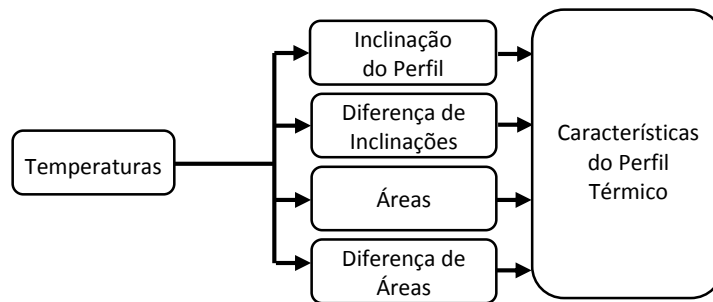 Temperaturas
Inclinação
do Perfil
Diferença de
Inclinações
Áreas
Diferença de
Áreas
Características
do Perfil
Térmico